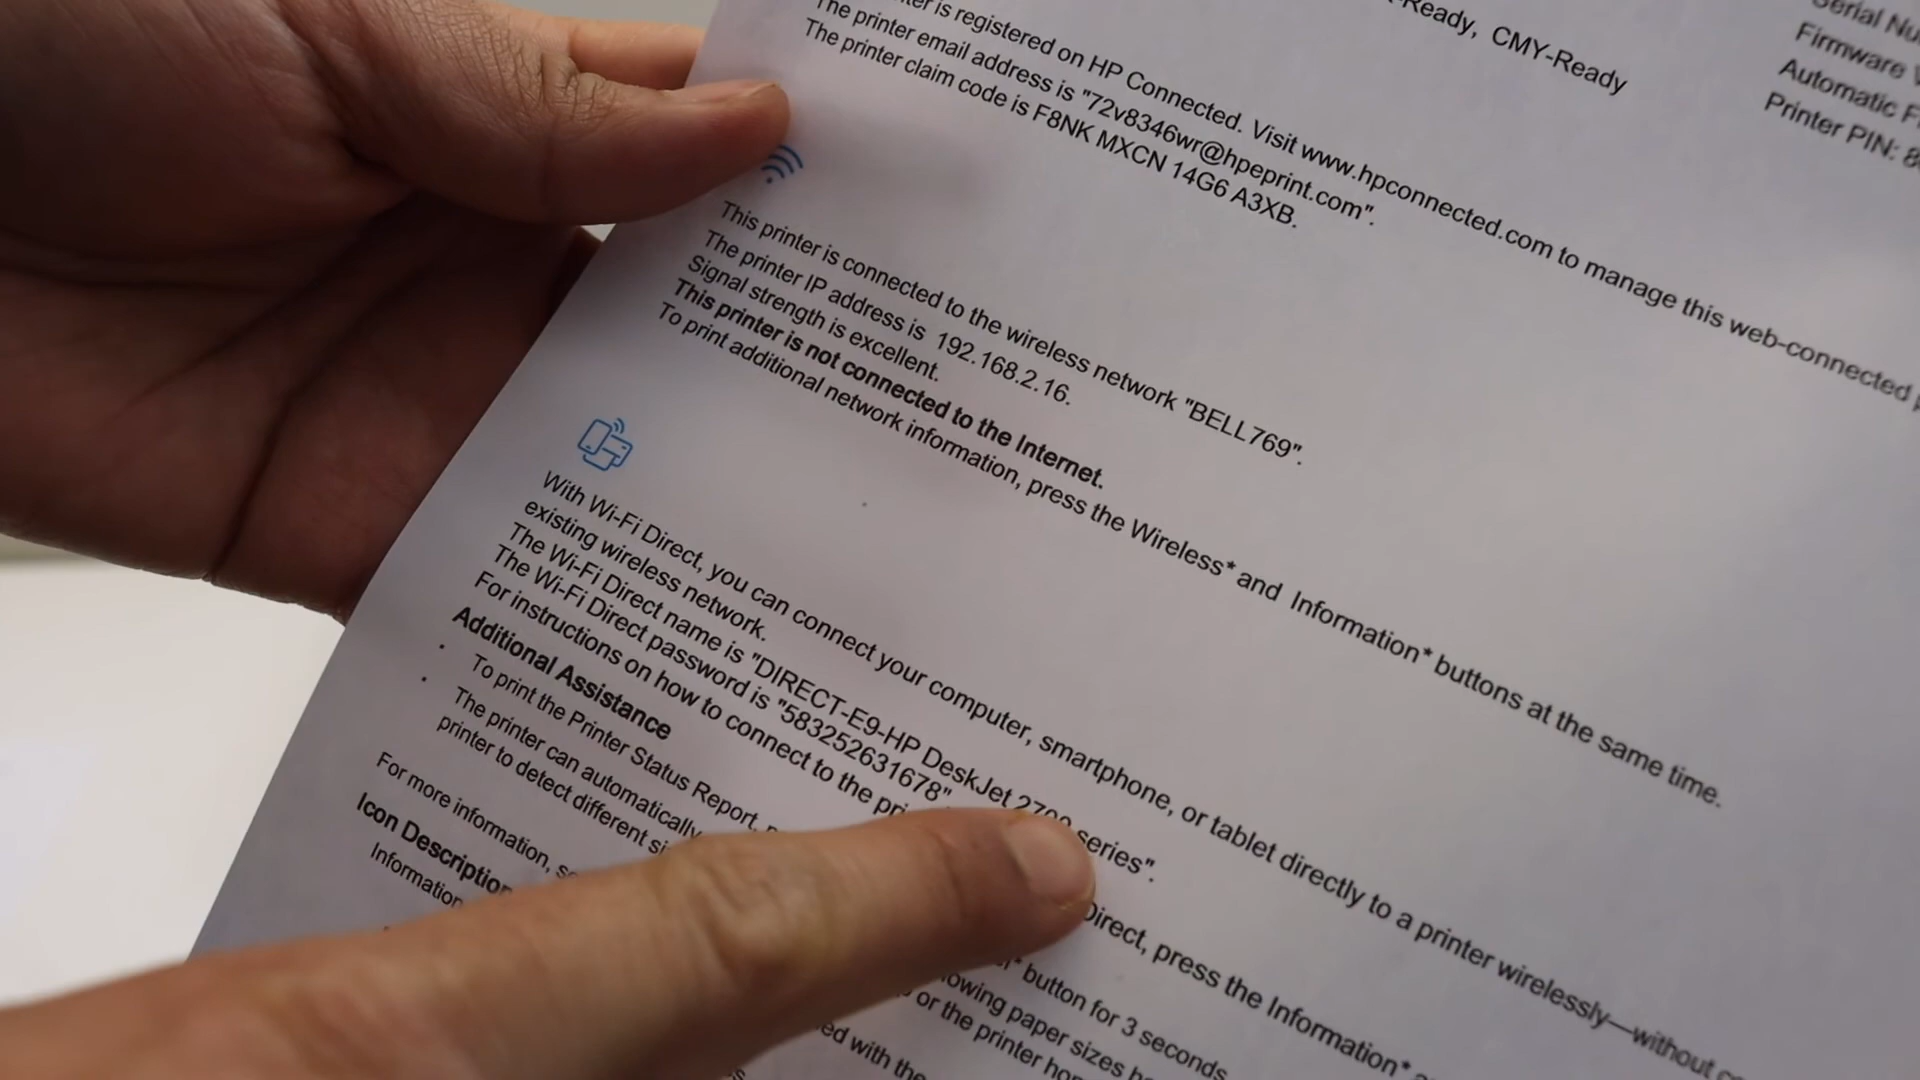 -Ready, CMY-Ready
Serial
Firmware
Automatic
Printer PIN:
is registered on HP Connected. Visit www.hpconnected.com to manage this web-connected
The printer email address is "72v8346wr@hpeprint.com".
The printer claim code is F8NK MXCN 14G6 A3XB.
This printer is connected to the wireless network "BELL769".
The printer IP address is 192.168.2.16.
Signal strength is excellent.
This printer is not connected to the Internet.
To print additional network information, press the Wireless* and Information* buttons at the same time.
With Wi-Fi Direct, you can connect your computer, smartphone, or tablet directly to a printer wirelessly—without
existing wireless network.
The Wi-Fi Direct name is "DIRECT-E9-HP DeskJet 2700 series".
The Wi-Fi Direct password is "583252631678"
For instructions on how to connect to the Direct, press the Information*
Additional Assistance
· To print the Printer Status Report, button for 3 seconds
· The printer can automatically owing paper sizes
printer to detect different or the printer
For more information, ed with the
Icon Description
Information